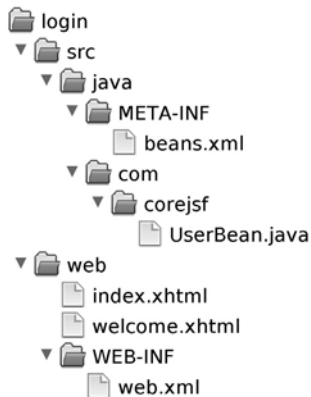 login
src
java
META-INF
beans.xml
com
corejsf
UserBean.java
web
index.xhtml
welcome.xhtml
WEB-INF
web.xml